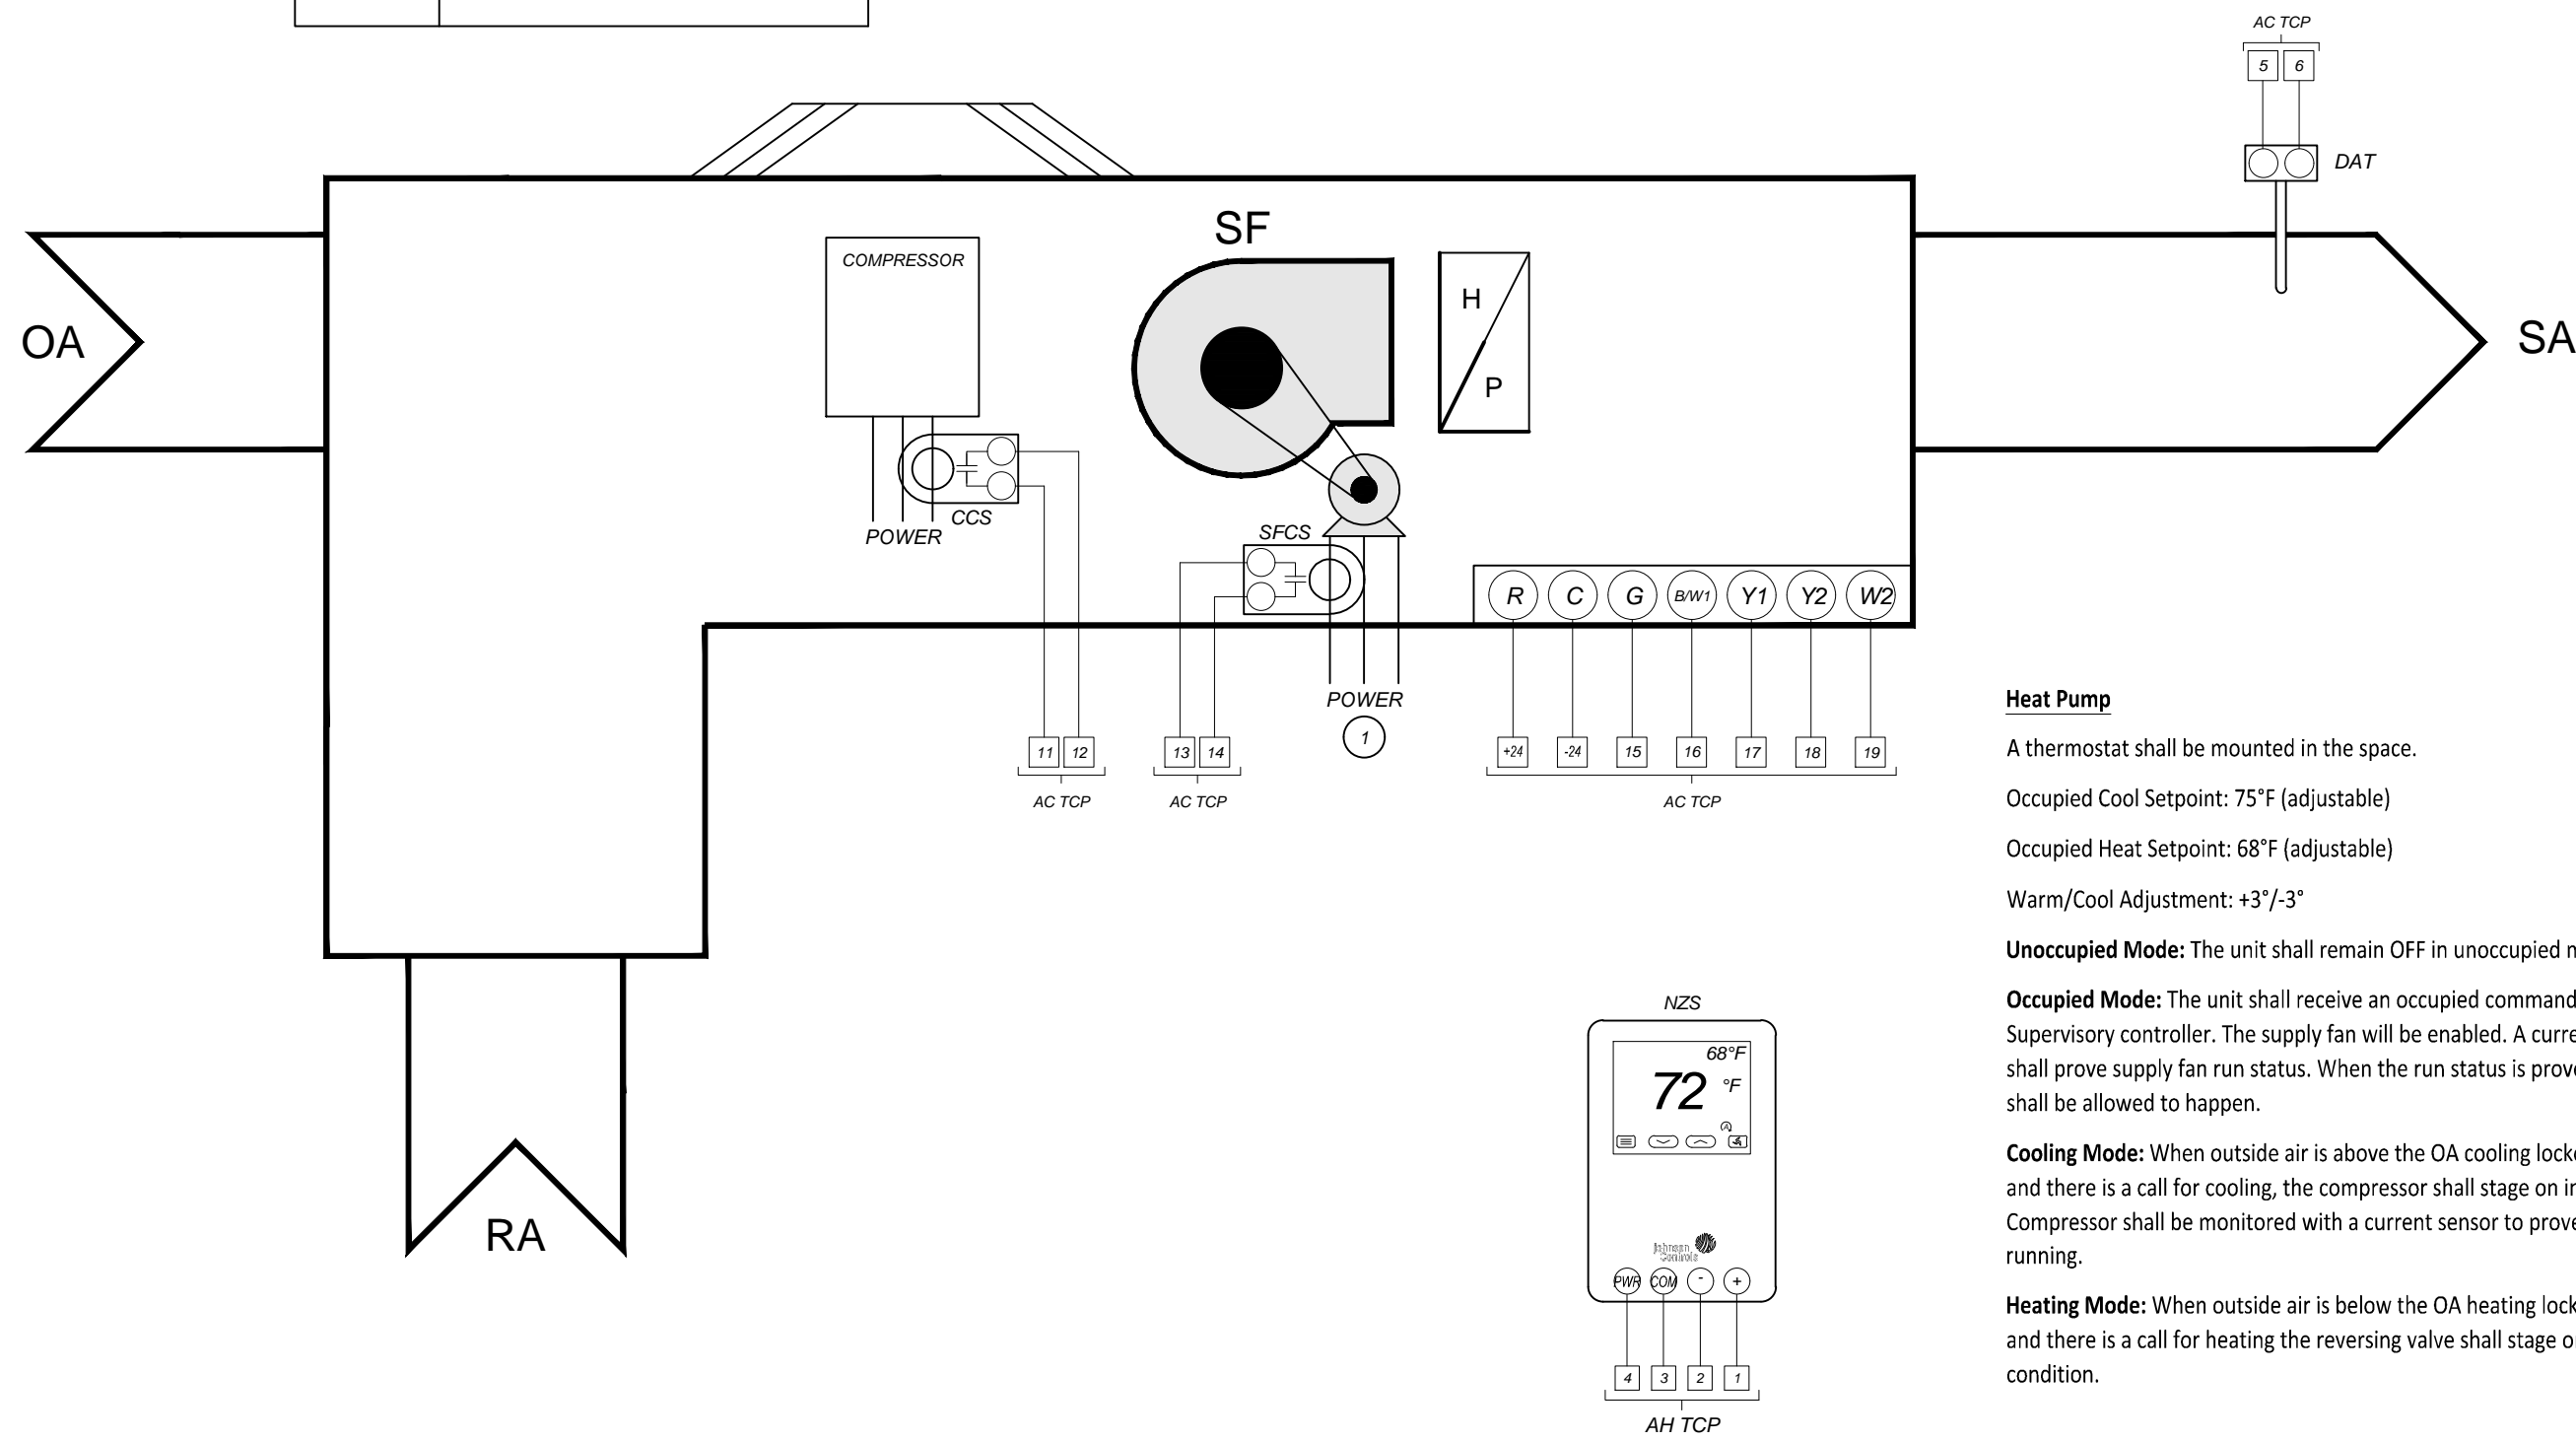 AC TCP
5 6
DAT
SF
COMPRESSOR
OA
H
P
SA
CCS
POWER
SFCS
R C G B/W1 Y1 Y2 W2
POWER
1
11 12
13 14
+24 -24 15 16 17 18 19
AC TCP
AC TCP
AC TCP
Heat Pump
A thermostat shall be mounted in the space.
Occupied Cool Setpoint: 75°F (adjustable)
Occupied Heat Setpoint: 68°F (adjustable)
Warm/Cool Adjustment: +3°/-3°
Unoccupied Mode: The unit shall remain OFF in unoccupied
Occupied Mode: The unit shall receive an occupied command
Supervisory controller. The supply fan will be enabled. A
shall prove supply fan run status. When the run status is
shall be allowed to happen.
Cooling Mode: When outside air is above the OA cooling
and there is a call for cooling, the compressor shall stage on
Compressor shall be monitored with a current sensor to prove
running.
Heating Mode: When outside air is below the OA heating
and there is a call for heating the reversing valve shall stage
condition.
NZS
68°F
72 °F
RA
Johnson
Controls
PWR COM - +
4 3 2 1
AH TCP